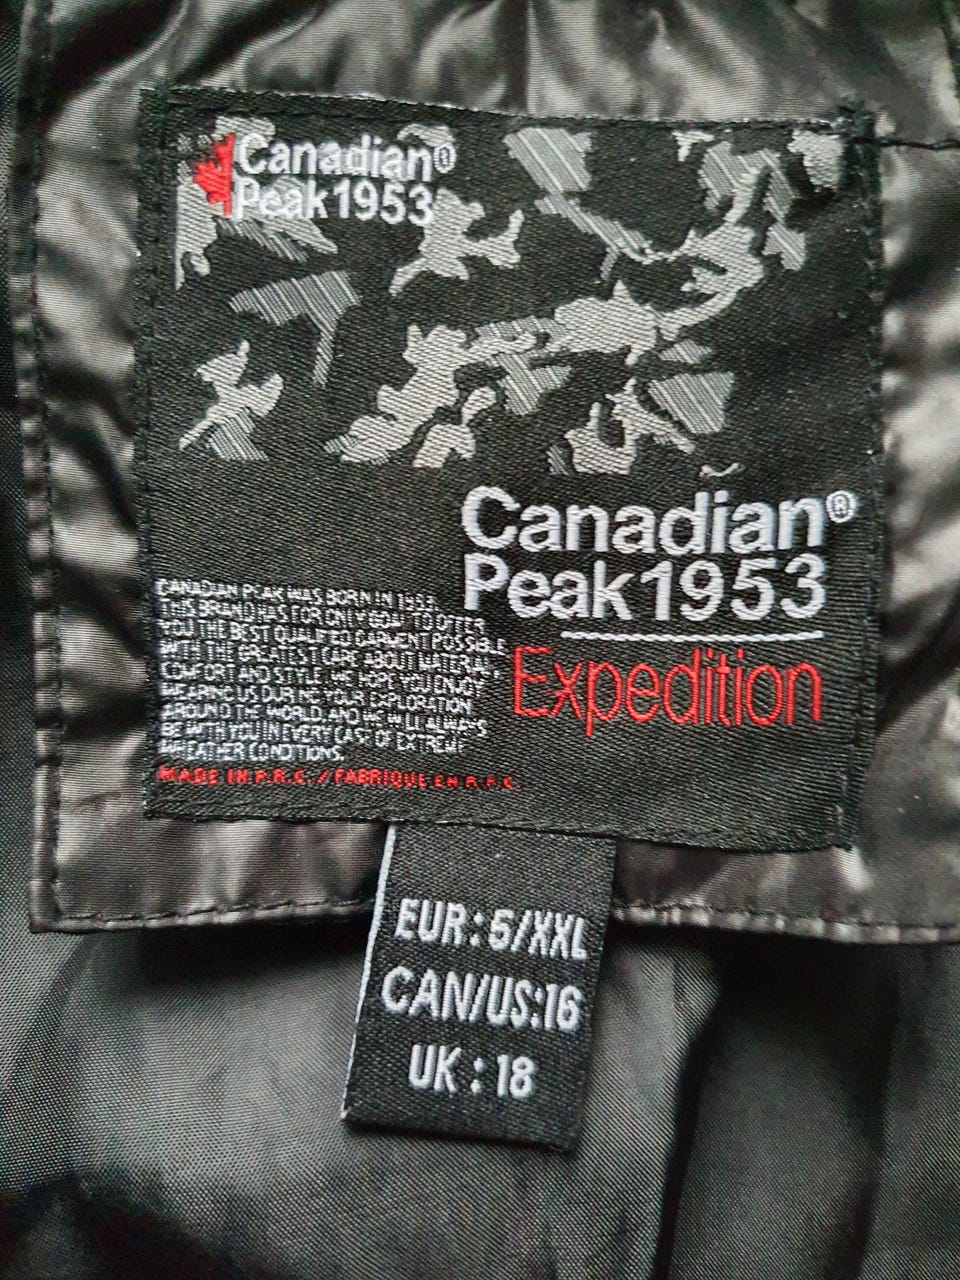 Canadian®
Peak1953
Canadian®
Peak1953
Expedition
CANADIAN PEAK WAS BORN IN 1953.
THIS BRAND HAS FOR ONLY GOAL TO OFFER
YOU THE BEST QUALIFIED GARMENT POSSIBLE
WITH THE GREATEST CARE ABOUT MATERIAL,
COMFORT AND STYLE. WE HOPE YOU ENJOY
WEARING US DURING YOUR EXPLORATION
AROUND THE WORLD, AND WE WILL ALWAYS
BE WITH YOU IN EVERY CASE OF EXTREME
WEATHER CONDITIONS.
MADE IN P.R.C. / FABRIQUE EN R.P.C.
EUR: 5/XXL
CAN/US:16
UK : 18